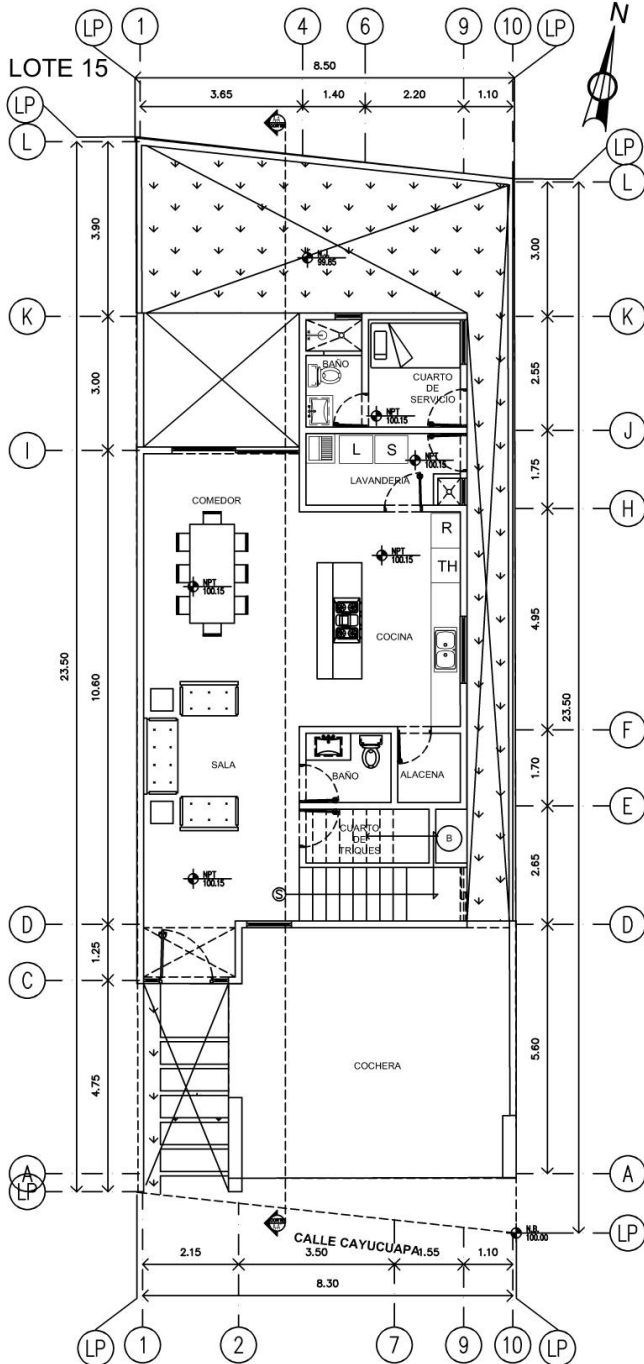 LP
1
4
6
9
10
LP
N
LOTE 15
8.50
3.65
1.40
2.20
1.10
LP
L
LP
L
3.90
3.00
N.J.
99.85
K
K
3.00
2.55
BAÑO
CUARTO
DE
SERVICIO
NPT
100.15
J
I
L
S
NPT
100.15
LAVANDERIA
1.75
H
COMEDOR
R
TH
NPT
100.15
NPT
100.15
COCINA
4.95
23.50
10.60
23.50
SALA
F
BAÑO
ALACENA
1.70
E
CUARTO
DE
TRIQUES
B
2.65
NPT
100.15
S
D
D
1.25
C
COCHERA
5.60
4.75
A
A
LP
N.B.
100.00
LP
CALLE CAYUCUAPA
2.15
3.50
1.55
1.10
8.30
LP
1
2
7
9
10
LP